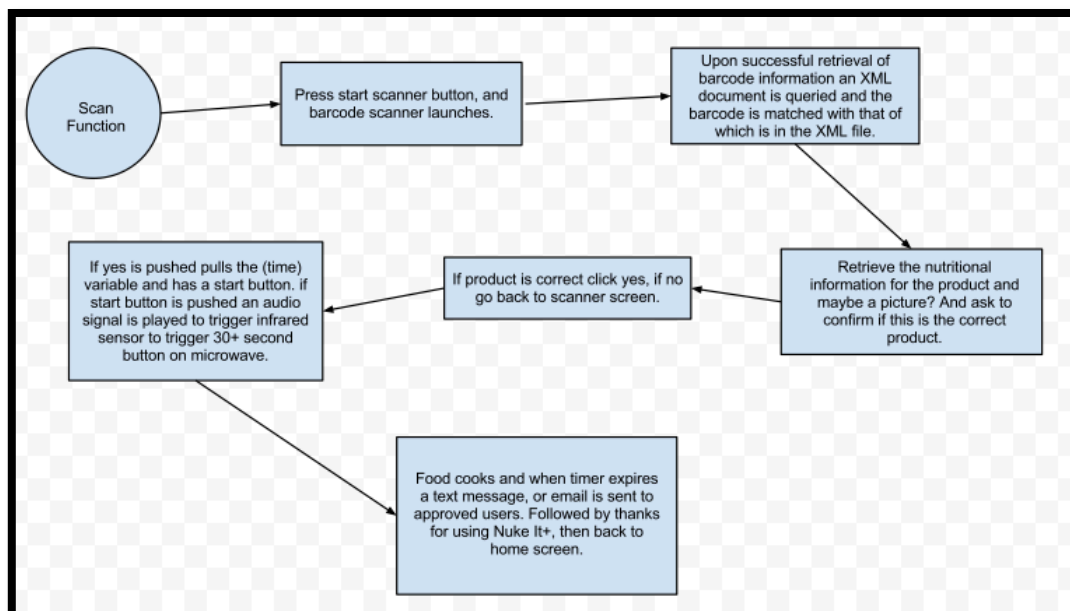 Scan
Function
Press start scanner button, and
barcode scanner launches.
Upon successful retrieval of
barcode information an XML
document is queried and the
barcode is matched with that of
which is in the XML file.
Retrieve the nutritional
information for the product and
maybe a picture? And ask to
confirm if this is the correct
product.
If product is correct click yes, if no
go back to scanner screen.
If yes is pushed pulls the (time)
variable and has a start button. if
start button is pushed an audio
signal is played to trigger infrared
sensor to trigger 30+ second
button on microwave.
Food cooks and when timer expires
a text message, or email is sent to
approved users. Followed by thanks
for using Nuke It+, then back to
home screen.